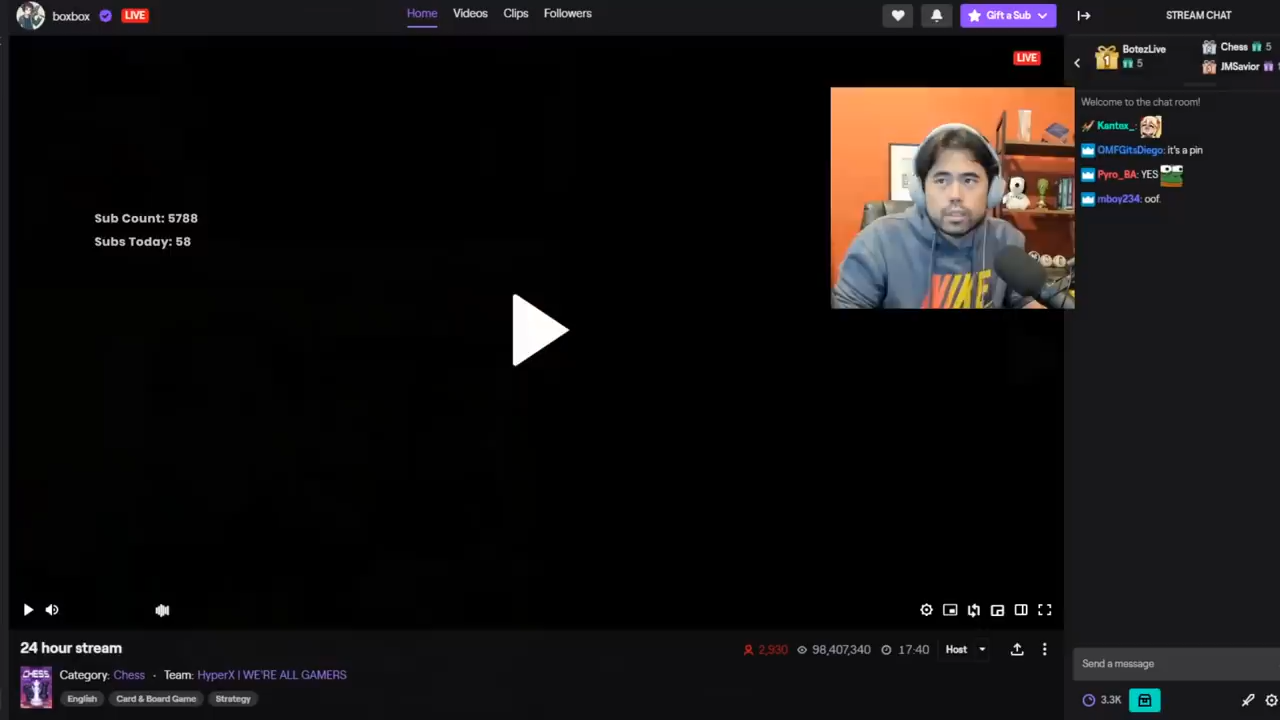 boxbox
LIVE
Home
Videos
Clips
Followers
Gift a Sub
STREAM CHAT
LIVE
BotezLive
5
Chess 5
JMSavior
Welcome to the chat room!
Kantex_:
OMFGitsDiego: it's a pin
Pyro_BA: YES
mboy234: oof
Sub Count: 5788
Subs Today: 58
24 hour stream
2,930
98,407,340
17:40
Host
Category: Chess · Team: HyperX | WE'RE ALL GAMERS
English
Card & Board Game
Strategy
Send a message
3.3K
CHESS
NIKE